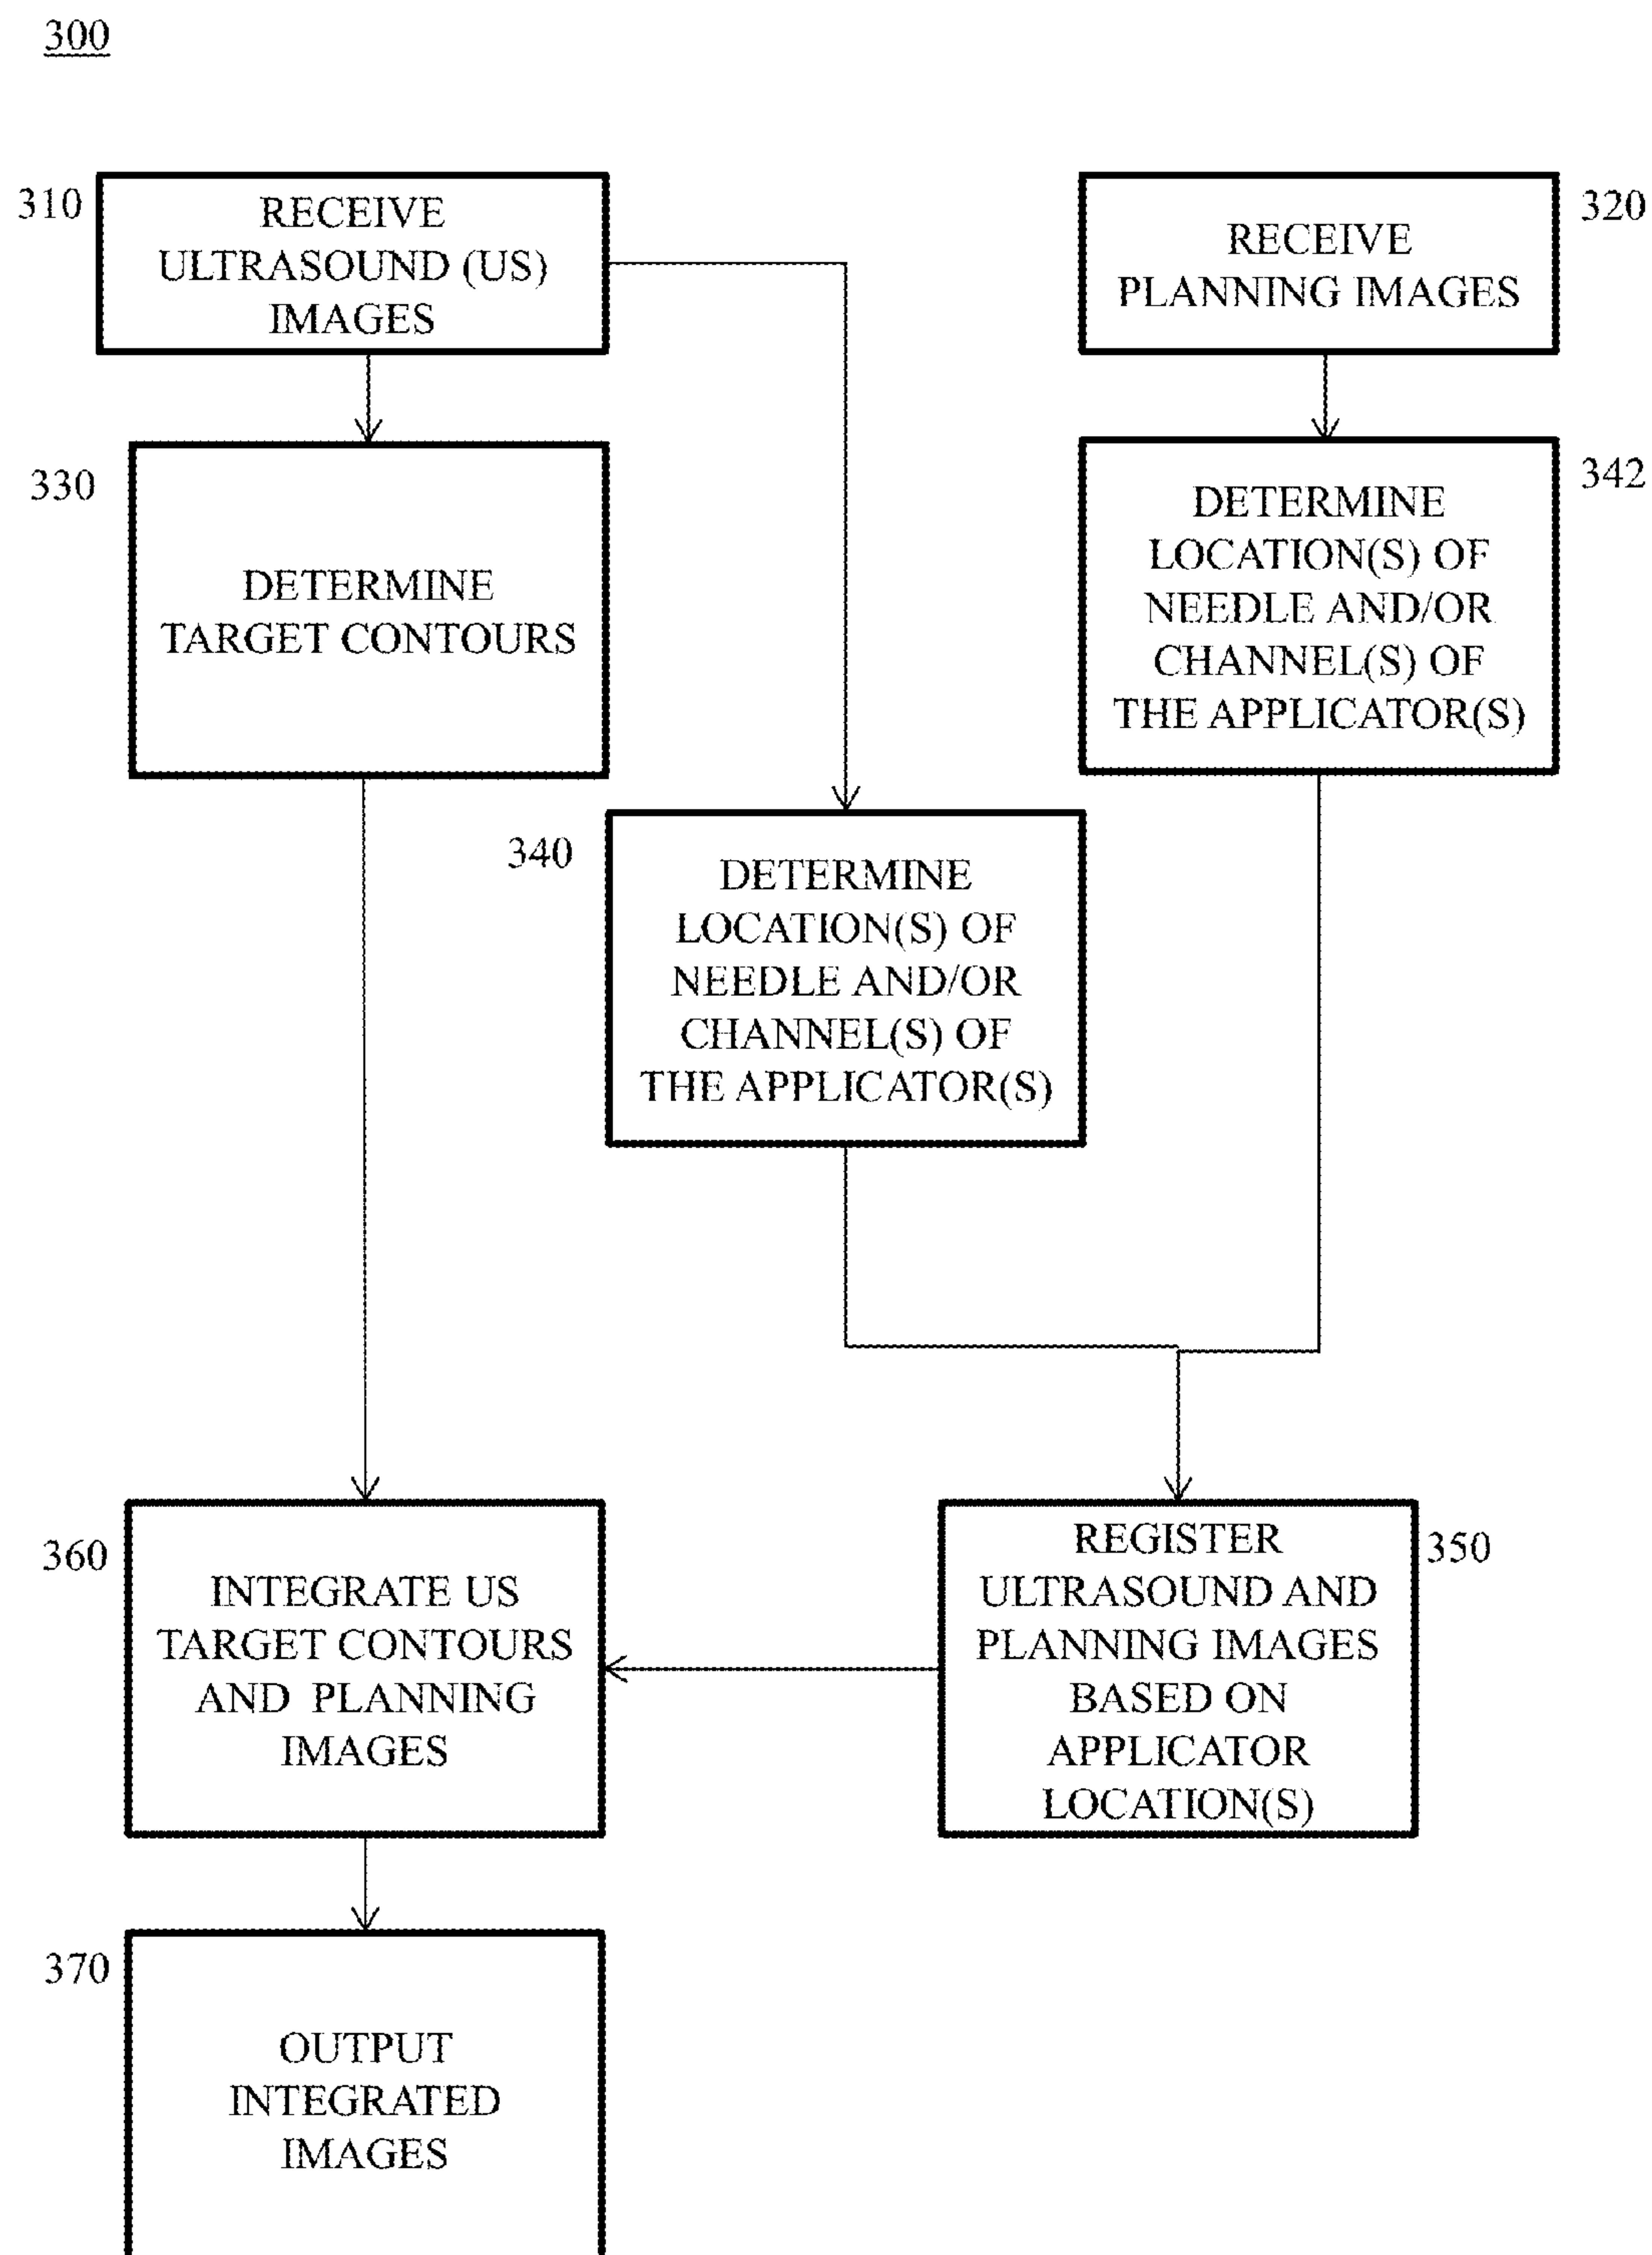 300
310
RECEIVE
ULTRASOUND (US)
IMAGES
320
RECEIVE
PLANNING IMAGES
330
DETERMINE
TARGET CONTOURS
342
DETERMINE
LOCATION(S) OF
NEEDLE AND/OR
CHANNEL(S) OF
THE APPLICATOR(S)
340
DETERMINE
LOCATION(S) OF
NEEDLE AND/OR
CHANNEL(S) OF
THE APPLICATOR(S)
360
INTEGRATE US
TARGET CONTOURS
AND PLANNING
IMAGES
350
REGISTER
ULTRASOUND AND
PLANNING IMAGES
BASED ON
APPLICATOR
LOCATION(S)
370
OUTPUT
INTEGRATED
IMAGES